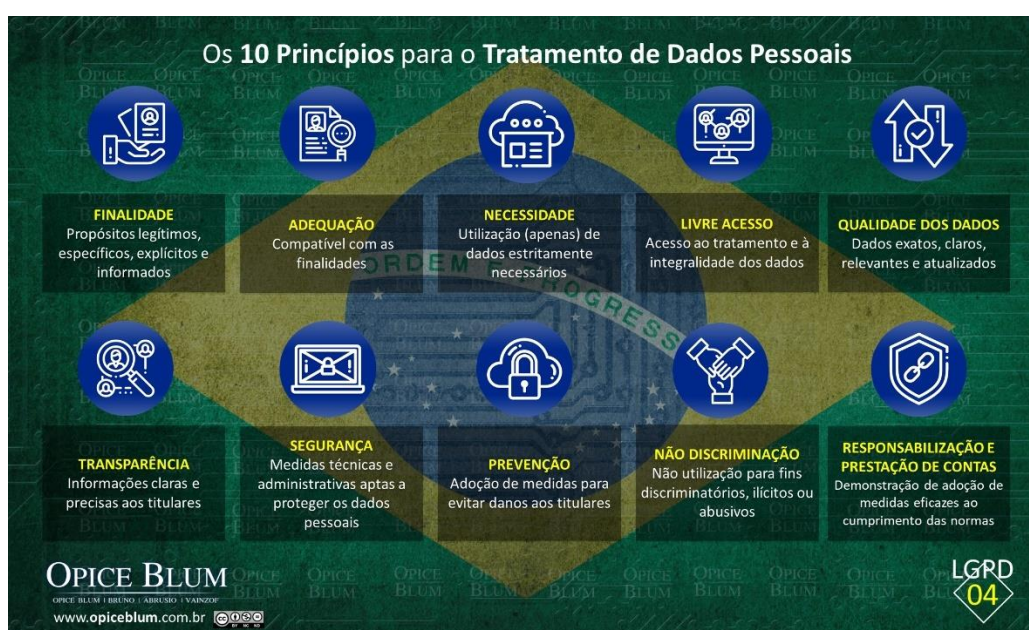 Os 10 Princípios para o Tratamento de Dados Pessoais
FINALIDADE
Propósitos legítimos,
específicos, explícitos e
informados
ADEQUAÇÃO
Compatível com as
finalidades
NECESSIDADE
Utilização (apenas) de
dados estritamente
necessários
LIVRE ACESSO
Acesso ao tratamento e à
integralidade dos dados
QUALIDADE DOS DADOS
Dados exatos, claros,
relevantes e atualizados
ORDEM E PROGRESS
TRANSPARÊNCIA
Informações claras e
precisas aos titulares
SEGURANÇA
Medidas técnicas e
administrativas aptas a
proteger os dados
pessoais
PREVENÇÃO
Adoção de medidas para
evitar danos aos titulares
NÃO DISCRIMINAÇÃO
Não utilização para fins
discriminatórios, ilícitos ou
abusivos
RESPONSABILIZAÇÃO E
PRESTAÇÃO DE CONTAS
Demonstração de adoção de
medidas eficazes ao
cumprimento das normas
OPICE BLUM
OPICE BLUM | BRUNO | ABRUSIO | VAINZOF
www.opiceblum.com.br
BY NC ND
LGPD
04